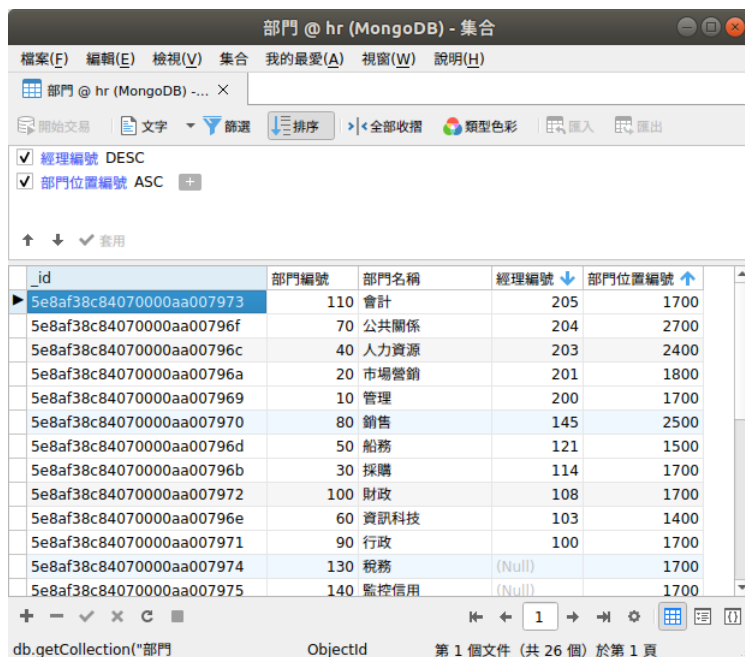 部門 @ hr (MongoDB) - 集合
檔案(F) 編輯(E) 檢視(V) 集合 我的最愛(A) 視窗(W) 說明(H)
部門 @ hr (MongoDB) -... ×
開始交易 文字 篩選 排序 全部收摺 類型色彩 匯入 匯出
經理編號 DESC
部門位置編號 ASC
套用
_id 部門編號 部門名稱 經理編號 部門位置編號
5e8af38c84070000aa007973 110 會計 205 1700
5e8af38c84070000aa00796f 70 公共關係 204 2700
5e8af38c84070000aa00796c 40 人力資源 203 2400
5e8af38c84070000aa00796a 20 市場營銷 201 1800
5e8af38c84070000aa007969 10 管理 200 1700
5e8af38c84070000aa007970 80 銷售 145 2500
5e8af38c84070000aa00796d 50 船務 121 1500
5e8af38c84070000aa00796b 30 採購 114 1700
5e8af38c84070000aa007972 100 財政 108 1700
5e8af38c84070000aa00796e 60 資訊科技 103 1400
5e8af38c84070000aa007971 90 行政 100 1700
5e8af38c84070000aa007974 130 稅務 (Null) 1700
5e8af38c84070000aa007975 140 監控信用 (Null) 1700
1
db.getCollection("部門 ObjectId 第 1 個文件 (共 26 個) 於第 1 頁